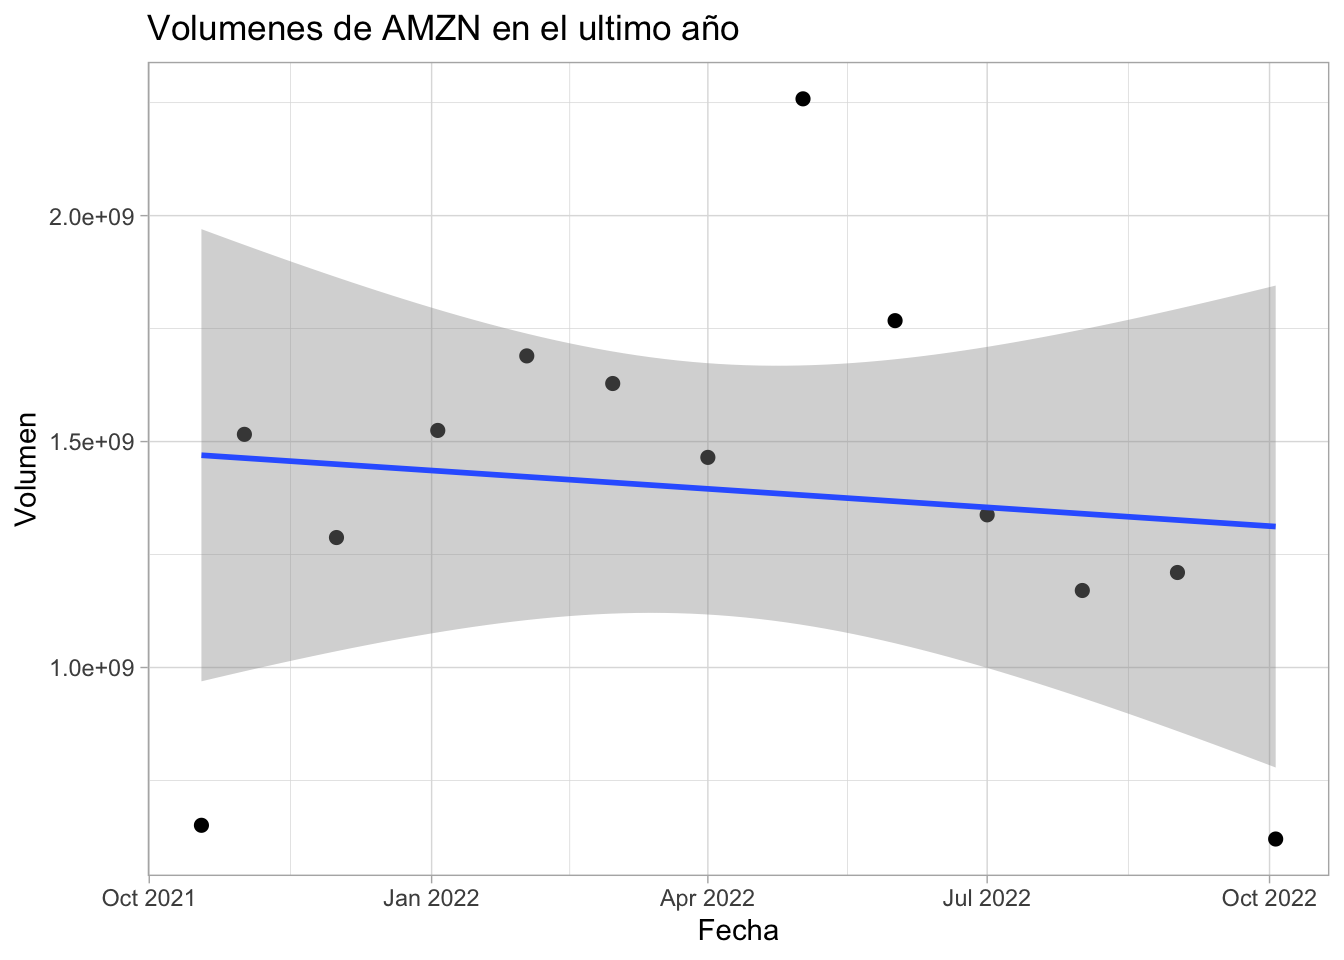 Volumenes de AMZN en el ultimo año
2.0e+09
1.5e+09
1.0e+09
Volumen
Oct 2021 Jan 2022 Apr 2022 Jul 2022 Oct 2022
Fecha